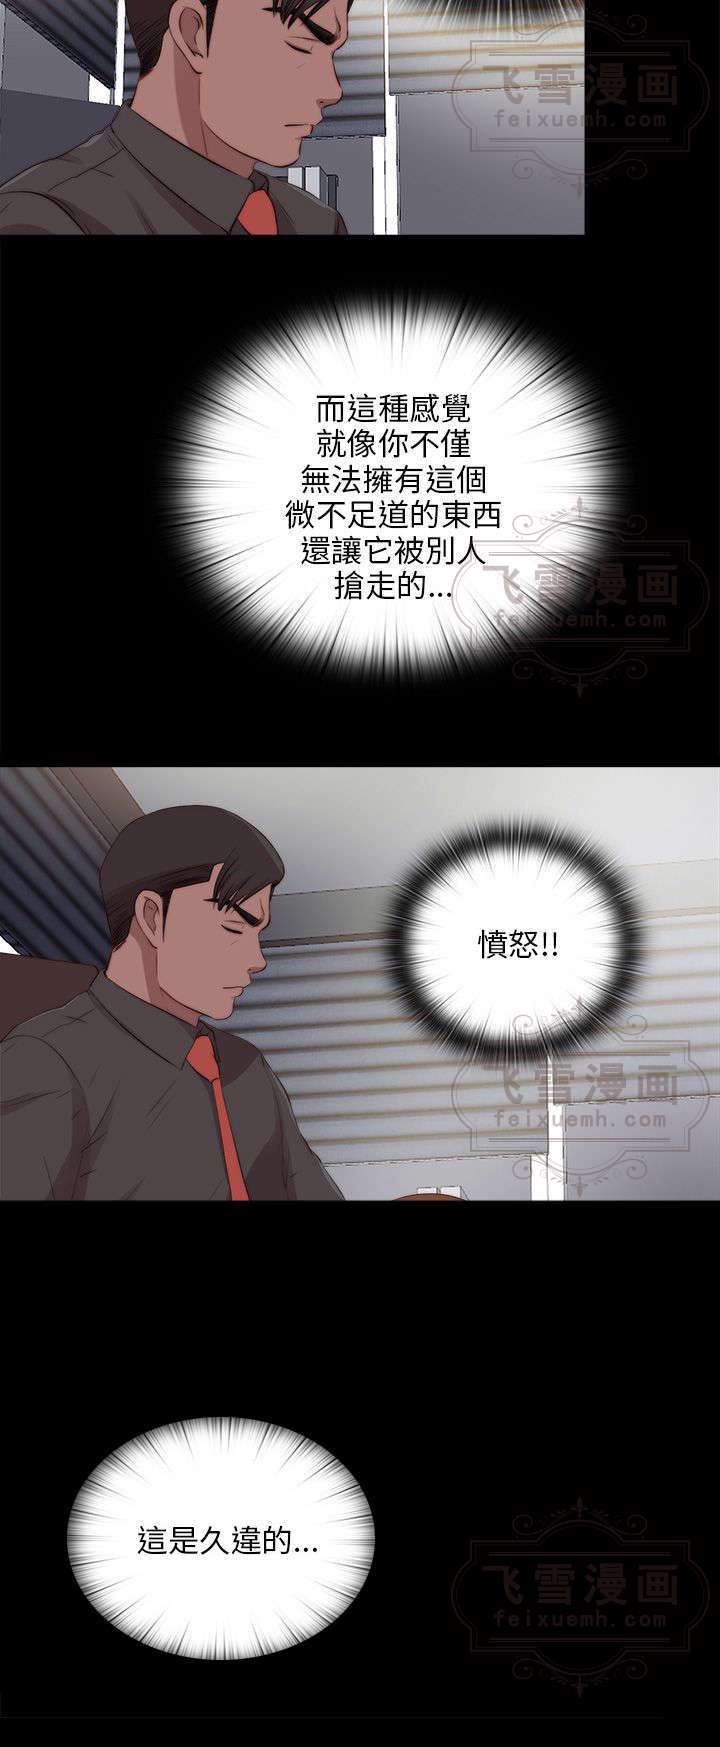 飞雪漫画
feixuemh.com
而這種感覺
就像你不僅
無法擁有這個
微不足道的東西
還讓它被別人
搶走的...
飞雪漫画
feixuemh.com
憤怒!!
飞雪漫画
feixuemh.com
這是久違的...
飞雪漫画
feixuemh.com